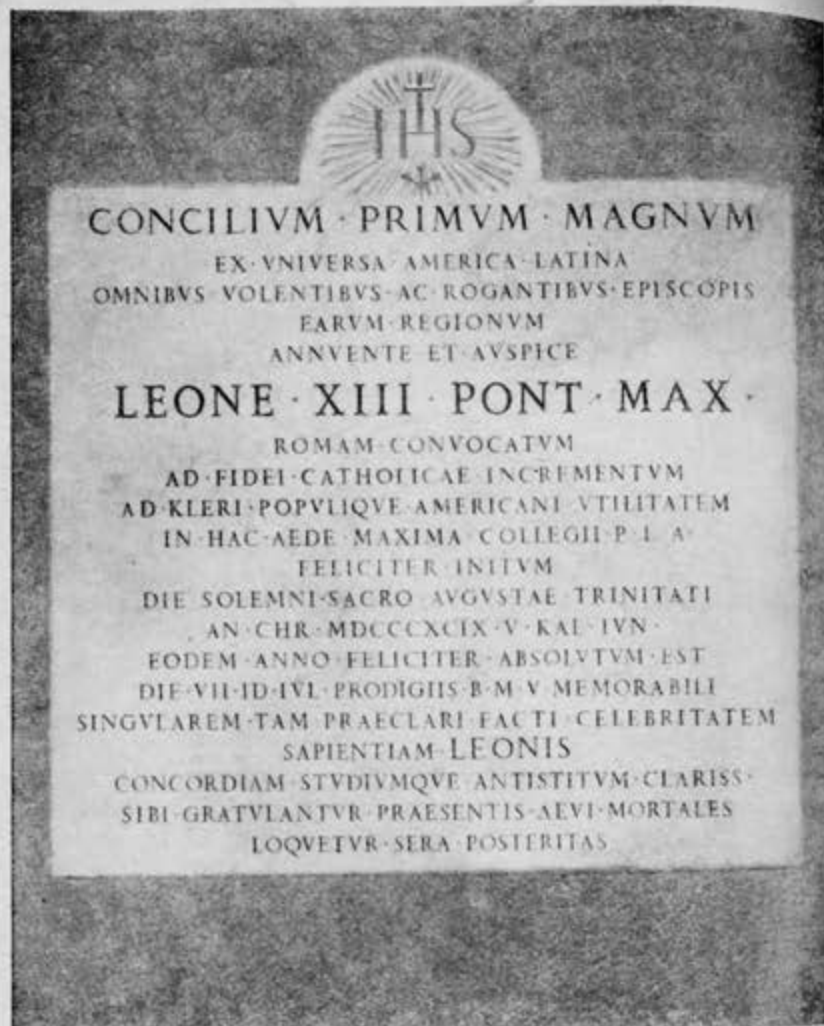 IHS
CONCILIVM · PRIMVM · MAGNVM
EX · VNIVERSA · AMERICA · LATINA
OMNIBVS · VOLENTIBVS · AC · ROGANTIBVS · EPISCOPIS
EARVM · REGIONVM
ANNVENTE ET · AVSPICE
LEONE · XIII · PONT · MAX ·
ROMAM · CONVOCATVM
AD · FIDEI · CATHOLICAE INCREMENTVM
AD · KLERI · POPVLIQVE · AMERICANI VTILITATEM
IN · HAC · AEDE MAXIMA COLLEGII · P · L · A ·
FELICITER INITVM
DIE SOLEMNI · SACRO AVGVSTAE TRINITATI
AN · CHR · MDCCCXCIX · V · KAL · IVN ·
EODEM · ANNO · FELICITER · ABSOLVTVM · EST
DIE · VII · ID · IVL · PRODIGIIS · B · M · V MEMORABILI
SINGVLAREM · TAM PRAECLARI FACTI CELEBRITATEM
SAPIENTIAM · LEONIS
CONCORDIAM STVDIVMQVE ANTISTITVM · CLARISS ·
SIBI · GRATVLANTVR · PRAESENTIS · AEVI · MORTALES
LOQVETVR · SERA · POSTERITAS